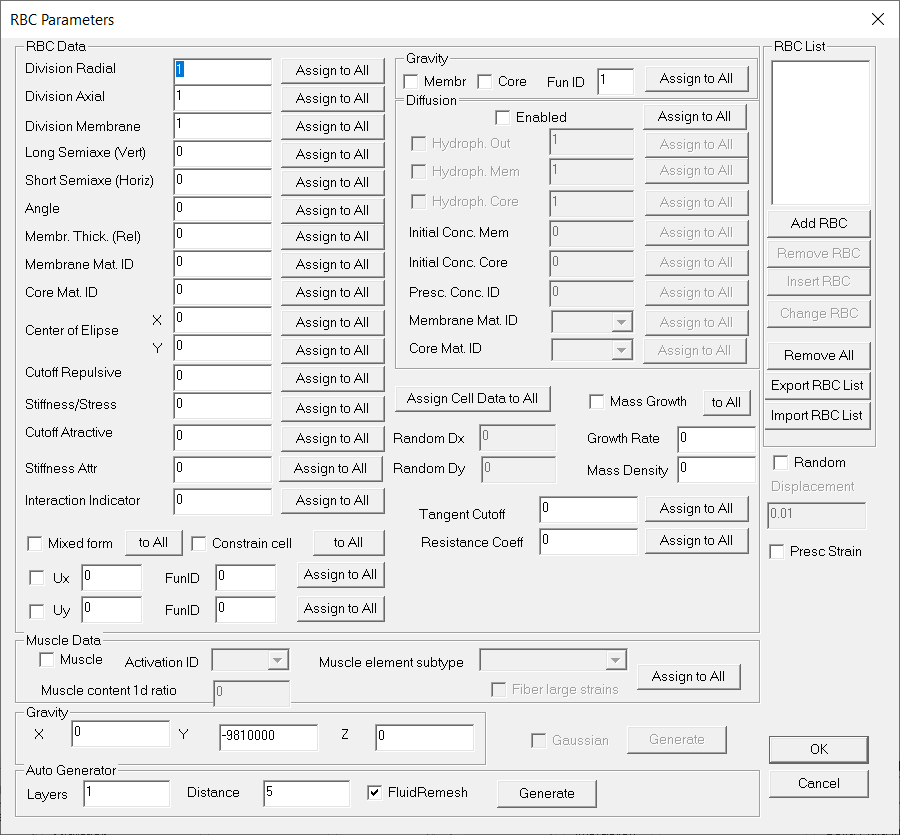 RBC Parameters
RBC Data
Division Radial 1 Assign to All
Division Axial 1 Assign to All
Division Membrane 1 Assign to All
Long Semiaxe (Vert) 0 Assign to All
Short Semiaxe (Horiz) 0 Assign to All
Angle 0 Assign to All
Membr. Thick. (Rel) 0 Assign to All
Membrane Mat. ID 0 Assign to All
Core Mat. ID 0 Assign to All
Center of Elipse X 0 Assign to All
Y 0 Assign to All
Cutoff Repulsive 0 Assign to All
Stiffness/Stress 0 Assign to All
Cutoff Atractive 0 Assign to All
Stiffness Attr 0 Assign to All
Interaction Indicator 0 Assign to All
Mixed form to All Constrain cell to All
Ux 0 FunID 0 Assign to All
Uy 0 FunID 0 Assign to All
Gravity
Membr Core Fun ID 1 Assign to All
Diffusion
Enabled Assign to All
Hydroph. Out 1 Assign to All
Hydroph. Mem 1 Assign to All
Hydroph. Core 1 Assign to All
Initial Conc. Mem 0 Assign to All
Initial Conc. Core 0 Assign to All
Presc. Conc. ID 0 Assign to All
Membrane Mat. ID Assign to All
Core Mat. ID Assign to All
Assign Cell Data to All Mass Growth to All
Random Dx 0 Growth Rate 0
Random Dy 0 Mass Density 0
Tangent Cutoff 0 Assign to All
Resistance Coeff 0 Assign to All
RBC List
Add RBC
Remove RBC
Insert RBC
Change RBC
Remove All
Export RBC List
Import RBC List
Random
Displacement
0.01
Presc Strain
Muscle Data
Muscle Activation ID Muscle element subtype Assign to All
Muscle content 1d ratio 0 Fiber large strains
Gravity
X 0 Y -9810000 Z 0
Gaussian Generate
Auto Generator
Layers 1 Distance 5 FluidRemesh Generate
OK
Cancel